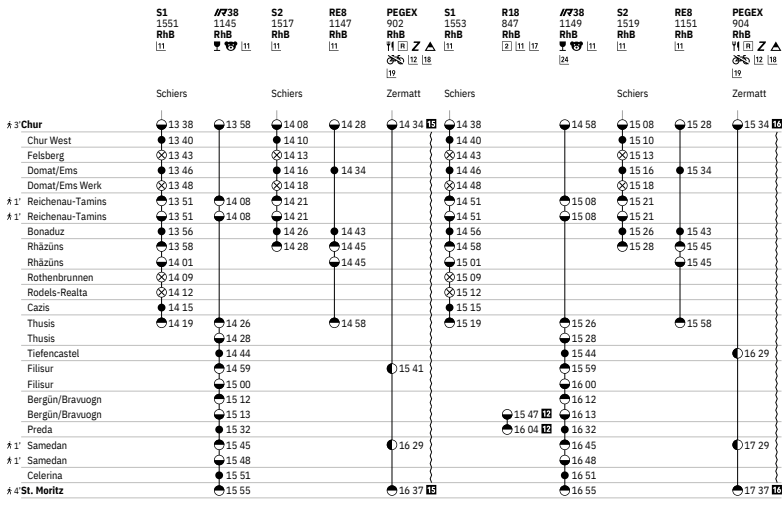 S1 IR38 S2 RE8 PEGEX S1 R18 IR38 S2 RE8 PEGEX
1551 1145 1517 1147 902 1553 847 1149 1519 1151 904
RhB RhB RhB RhB RhB RhB RhB RhB RhB RhB RhB
11 11 11 11 R Z 11 2 11 17 11 11 11 R Z
12 18 24 12 18
19 19
Schiers Schiers Zermatt Schiers Schiers Zermatt
3' Chur 13 38 13 58 14 08 14 28 14 34 15 14 38 14 58 15 08 15 28 15 34 16
Chur West 13 40 14 10 14 40 15 10
Felsberg 13 43 14 13 14 43 15 13
Domat/Ems 13 46 14 16 14 34 14 46 15 16 15 34
Domat/Ems Werk 13 48 14 18 14 48 15 18
1' Reichenau-Tamins 13 51 14 08 14 21 14 51 15 08 15 21
1' Reichenau-Tamins 13 51 14 08 14 21 14 51 15 08 15 21
Bonaduz 13 56 14 26 14 43 14 56 15 26 15 43
Rhäzüns 13 58 14 28 14 45 14 58 15 28 15 45
Rhäzüns 14 01 14 45 15 01 15 45
Rothenbrunnen 14 09 15 09
Rodels-Realta 14 12 15 12
Cazis 14 15 15 15
Thusis 14 19 14 26 14 58 15 19 15 26 15 58
Thusis 14 28 15 28
Tiefencastel 14 44 15 44 16 29
Filisur 14 59 15 41 15 59
Filisur 15 00 16 00
Bergün/Bravuogn 15 12 16 12
Bergün/Bravuogn 15 13 15 47 12 16 13
Preda 15 32 16 04 12 16 32
1' Samedan 15 45 16 29 16 45 17 29
1' Samedan 15 48 16 48
Celerina 15 51 16 51
4' St. Moritz 15 55 16 37 15 16 55 17 37 16